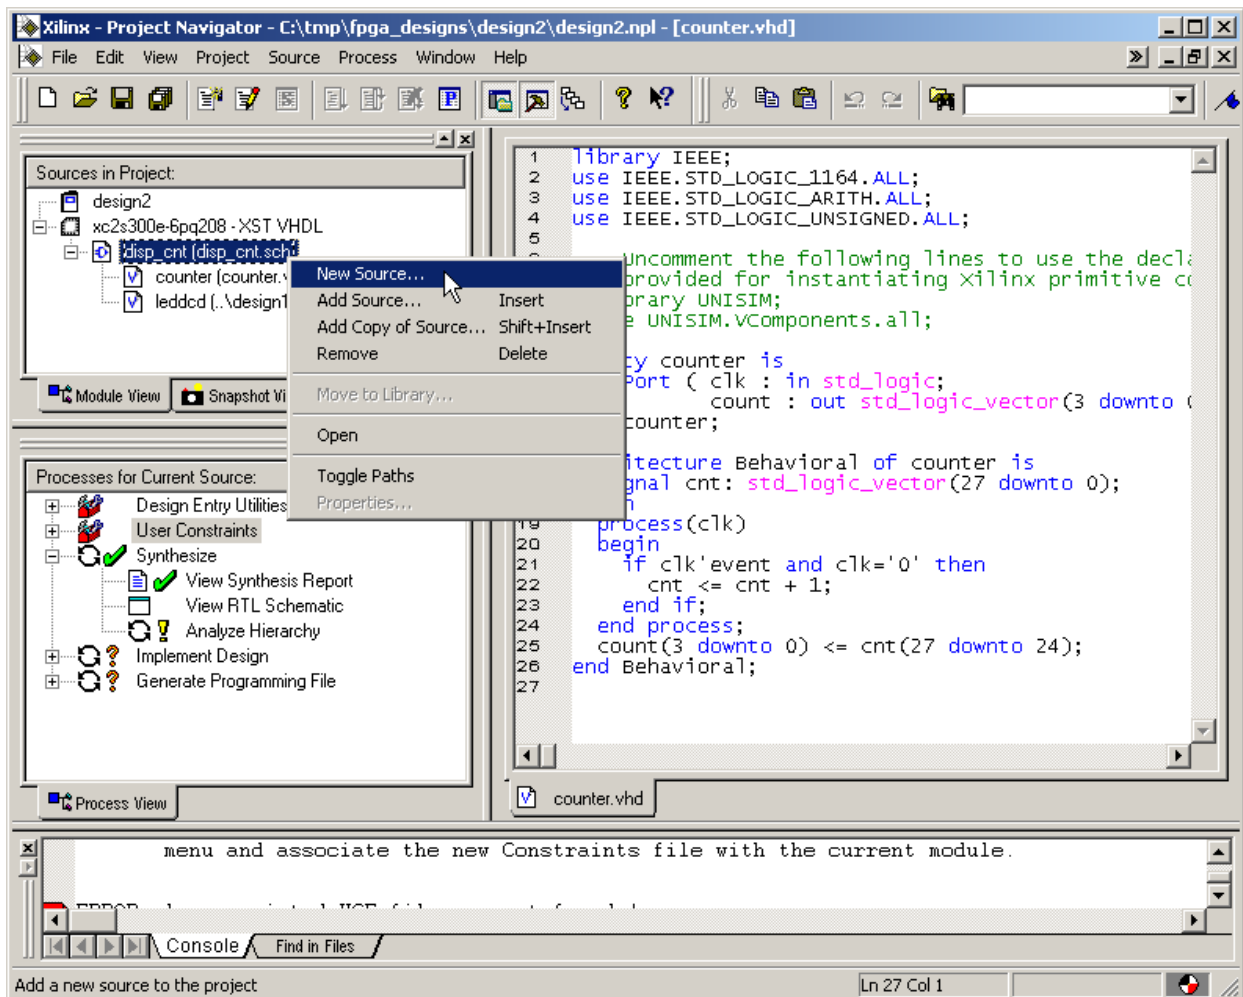 Xilinx - Project Navigator - C:\tmp\fpga_designs\design2\design2.npl - [counter.vhd]
File Edit View Project Source Process Window Help
Sources in Project:
design2
xc2s300e-6pq208 - XST VHDL
disp_cnt (disp_cnt.sch)
counter (counter.v
leddcd (..\design1
Module View Snapshot Vi
New Source...
Add Source... Insert
Add Copy of Source... Shift+Insert
Remove Delete
Move to Library...
Open
Toggle Paths
Properties...
Processes for Current Source:
Design Entry Utilities
User Constraints
Synthesize
View Synthesis Report
View RTL Schematic
Analyze Hierarchy
Implement Design
Generate Programming File
Process View
1 library IEEE;
2 use IEEE.STD_LOGIC_1164.ALL;
3 use IEEE.STD_LOGIC_ARITH.ALL;
4 use IEEE.STD_LOGIC_UNSIGNED.ALL;
5
Uncomment the following lines to use the decla
provided for instantiating Xilinx primitive co
brary UNISIM;
e UNISIM.VComponents.all;
ty counter is
Port ( clk : in std_logic;
count : out std_logic_vector(3 downto 0
counter;
itecture Behavioral of counter is
gnal cnt: std_logic_vector(27 downto 0);
n
19 process(clk)
20 begin
21 if clk'event and clk='0' then
22 cnt <= cnt + 1;
23 end if;
24 end process;
25 count(3 downto 0) <= cnt(27 downto 24);
26 end Behavioral;
27
counter.vhd
menu and associate the new Constraints file with the current module.
Console Find in Files
Add a new source to the project
Ln 27 Col 1